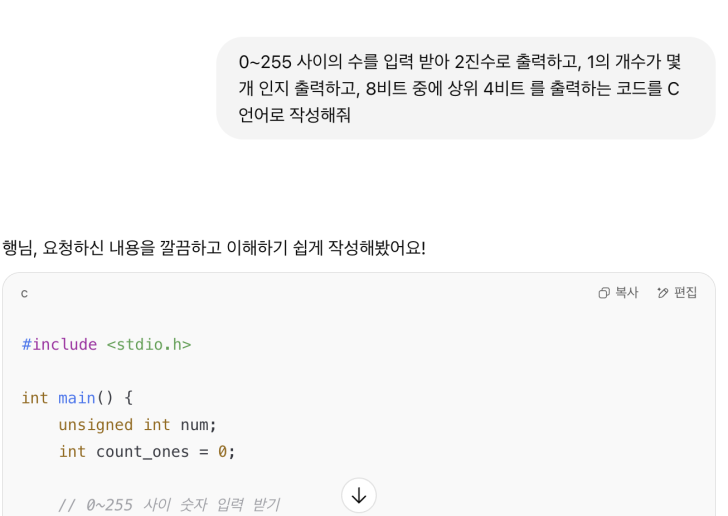 0~255 사이의 수를 입력 받아 2진수로 출력하고, 1의 개수가 몇
개 인지 출력하고, 8비트 중에 상위 4비트 를 출력하는 코드를 C
언어로 작성해줘
행님, 요청하신 내용을 깔끔하고 이해하기 쉽게 작성해봤어요!
c 복사 편집
#include <stdio.h>
int main() {
unsigned int num;
int count_ones = 0;
// 0~255 사이 숫자 입력 받기